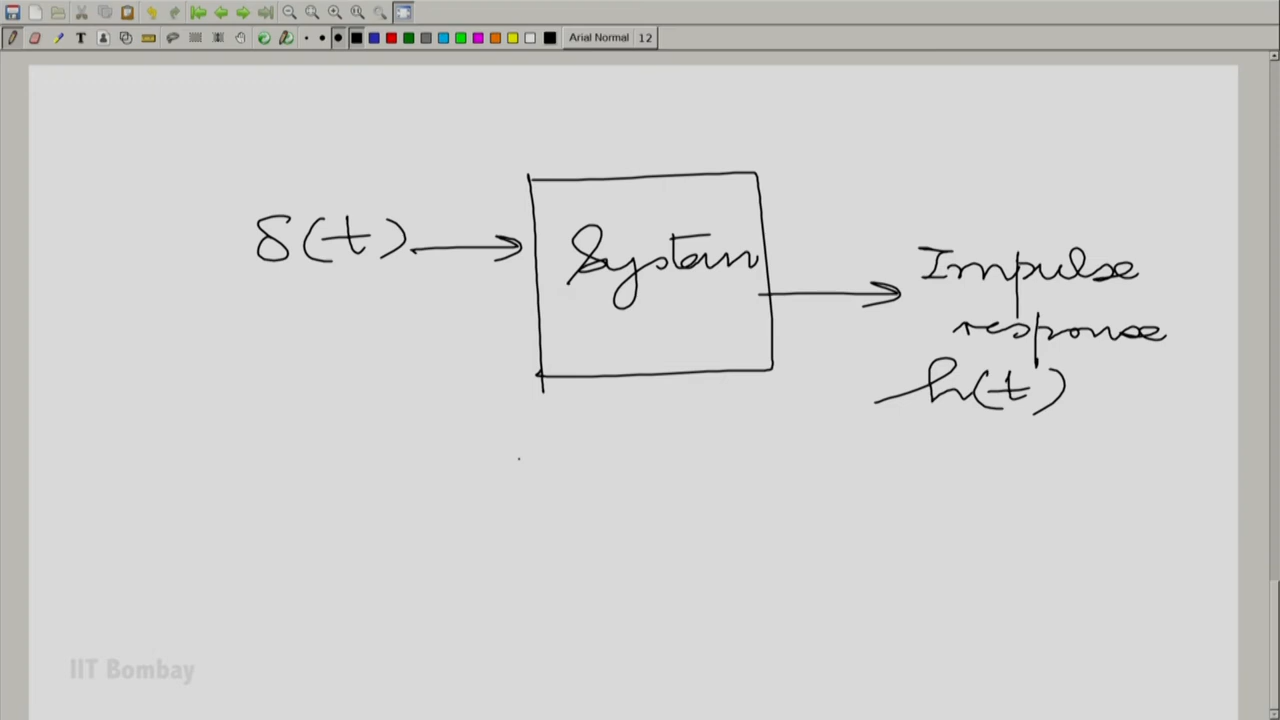 T Arial Normal 12
δ(t)
System
Impulse
response
h(t)
IIT Bombay